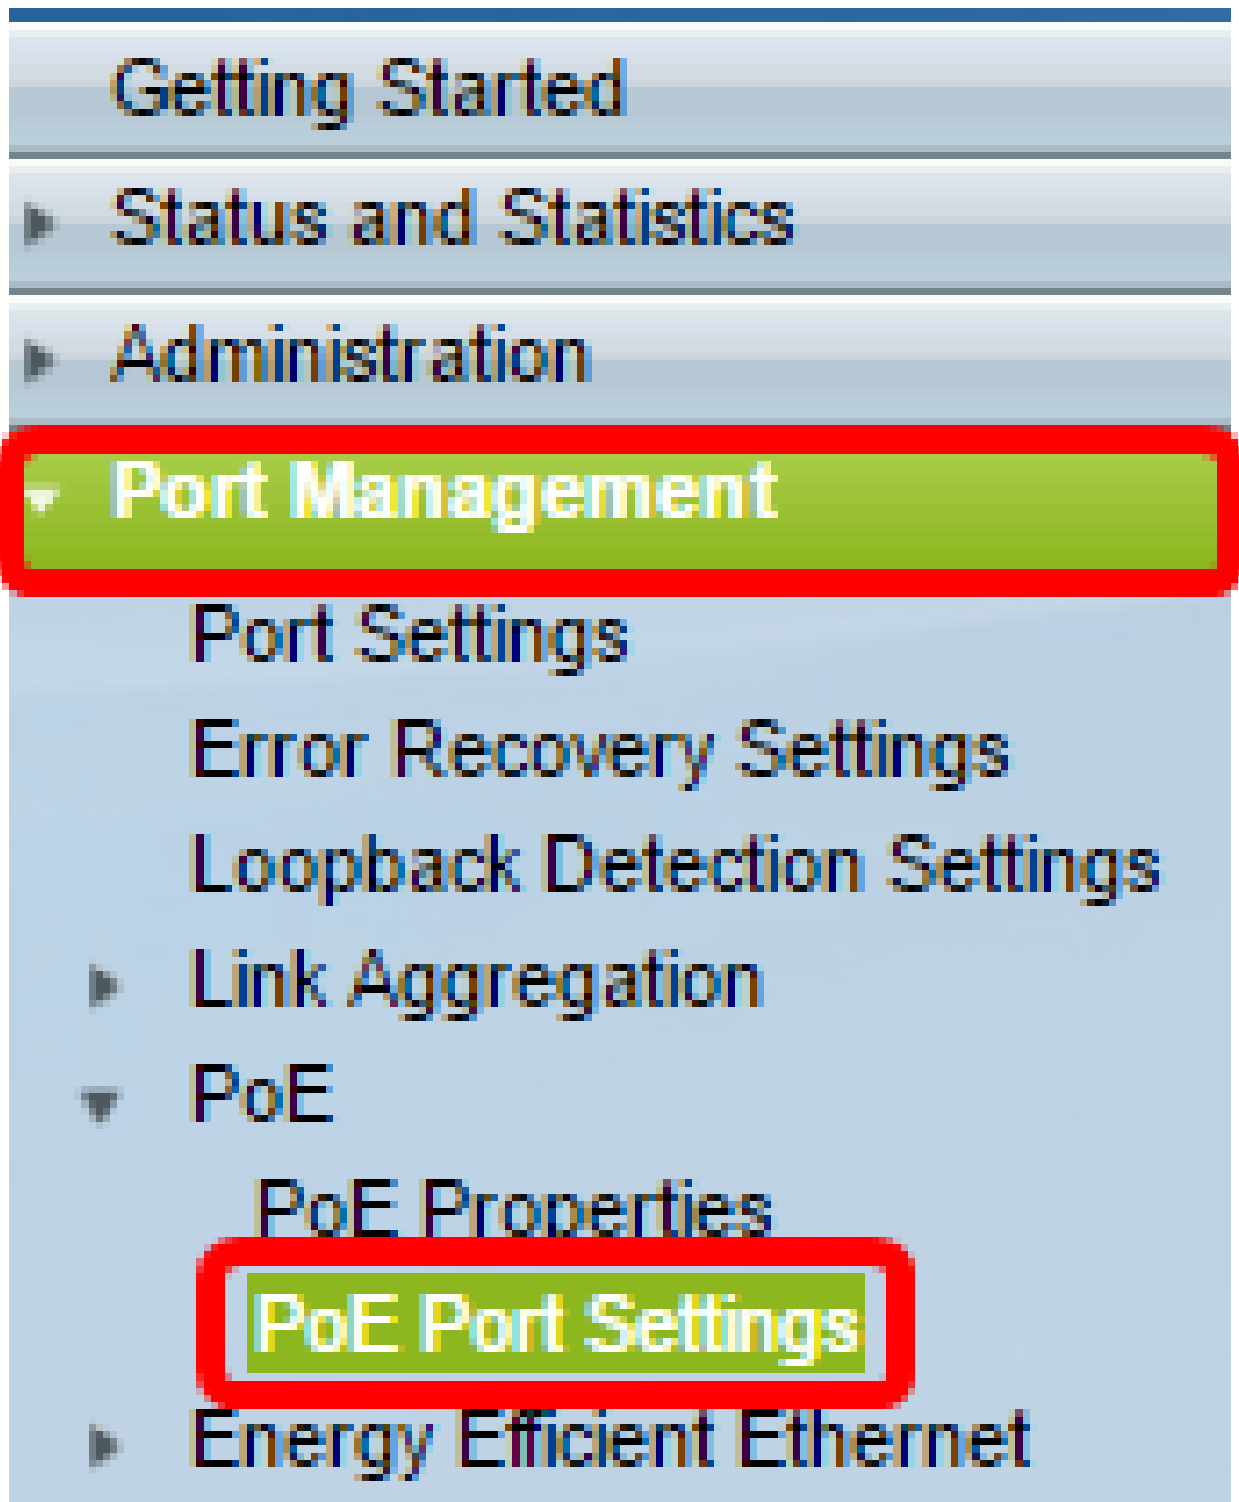 Getting Started
Status and Statistics
Administration
Port Management
Port Settings
Error Recovery Settings
Loopback Detection Settings
Link Aggregation
PoE
PoE Properties
PoE Port Settings
Energy Efficient Ethernet